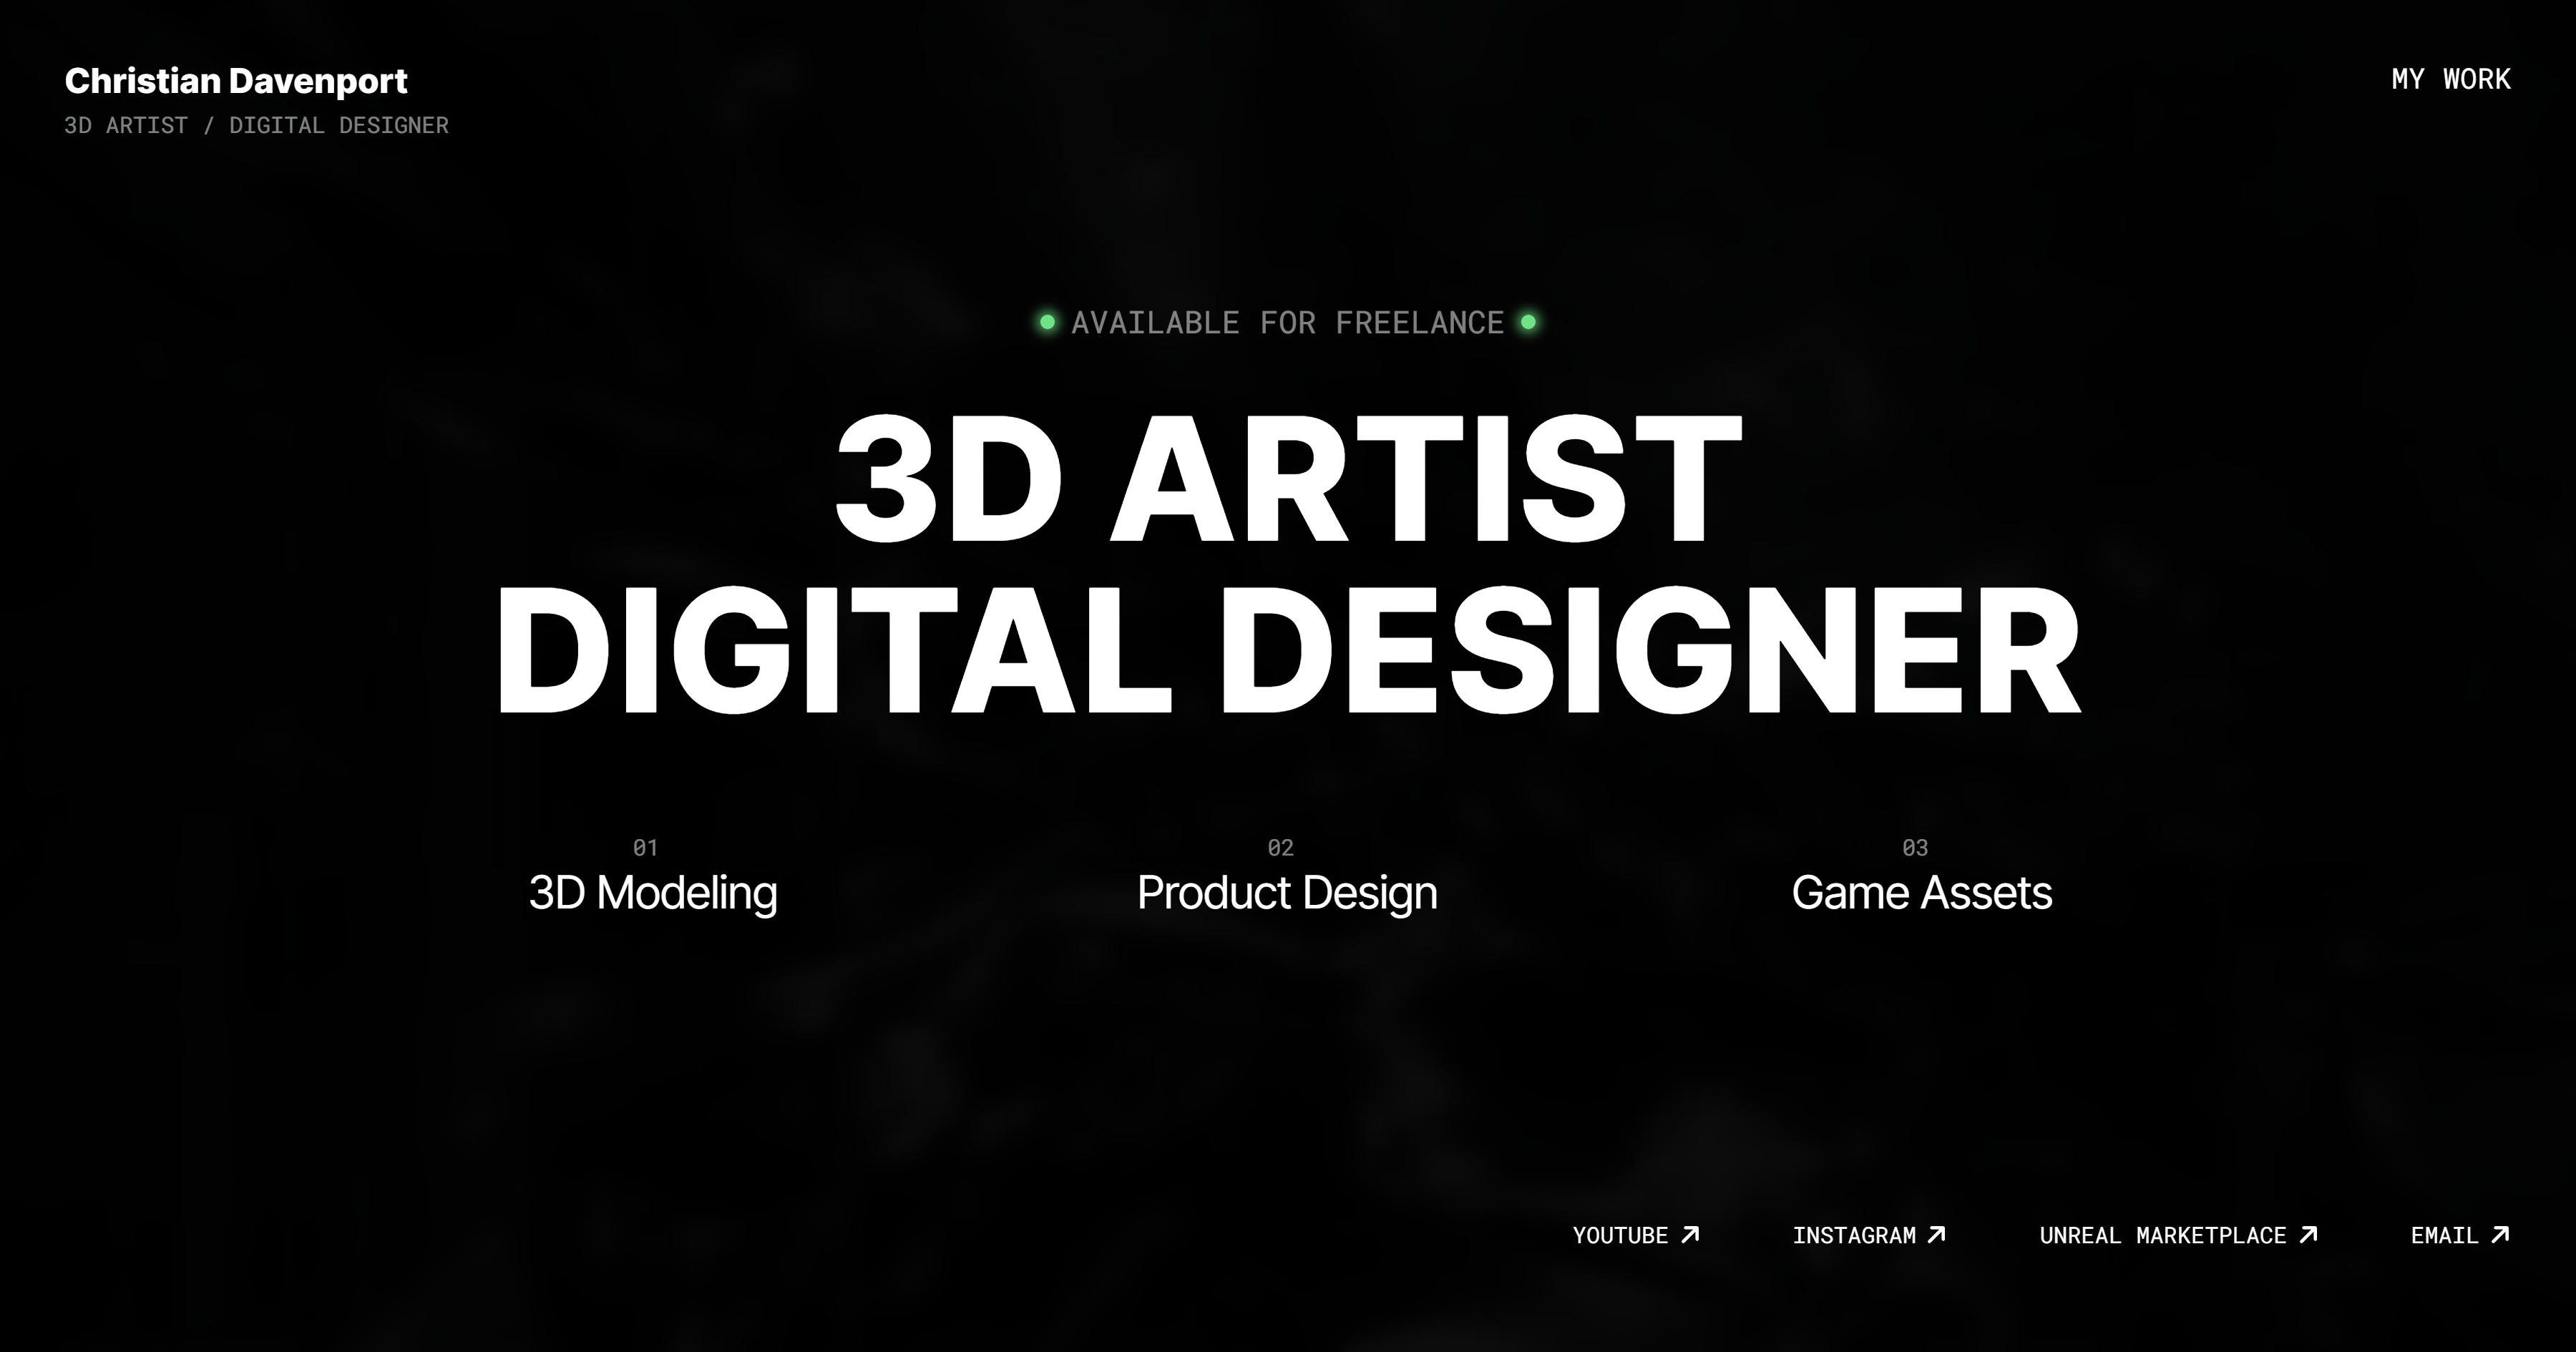 Christian Davenport
3D ARTIST / DIGITAL DESIGNER
MY WORK
AVAILABLE FOR FREELANCE
3D ARTIST
DIGITAL DESIGNER
01
3D Modeling
02
Product Design
03
Game Assets
YOUTUBE
INSTAGRAM
UNREAL MARKETPLACE
EMAIL